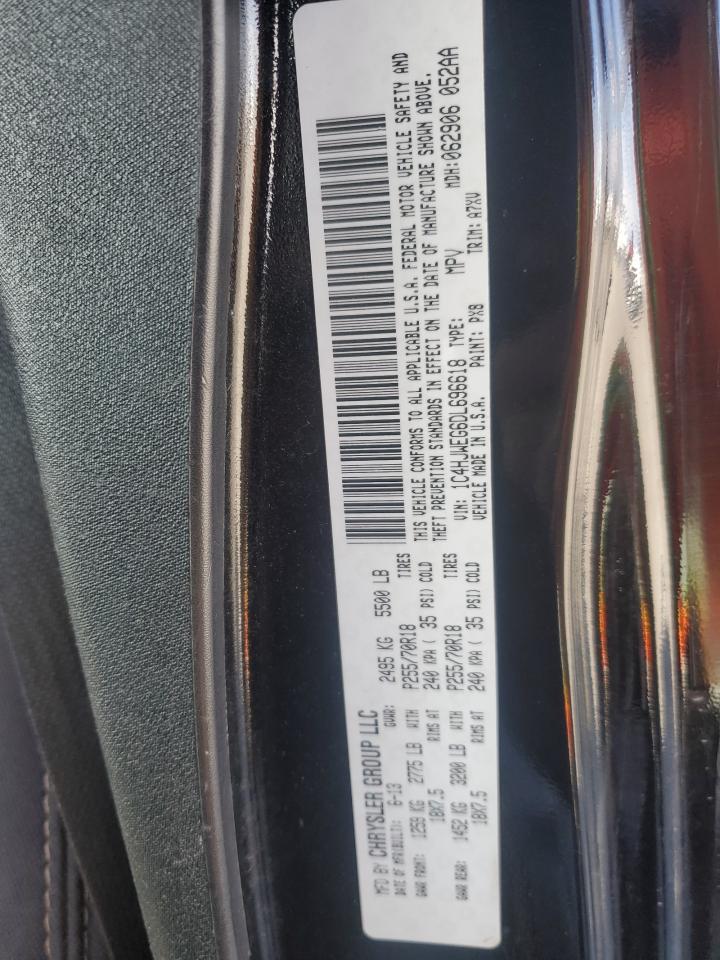 MFD BY CHRYSLER GROUP LLC
DATE OF MFR(BUILT): 6-13 GVWR: 2495 KG 5500 LB
GAWR FRONT: 1259 KG 2775 LB WITH P255/70R18 TIRES
18X7.5 RIMS AT 240 KPA ( 35 PSI) COLD
GAWR REAR: 1452 KG 3200 LB WITH P255/70R18 TIRES
18X7.5 RIMS AT 240 KPA ( 35 PSI) COLD
THIS VEHICLE CONFORMS TO ALL APPLICABLE U.S.A. FEDERAL MOTOR VEHICLE SAFETY AND
THEFT PREVENTION STANDARDS IN EFFECT ON THE DATE OF MANUFACTURE SHOWN ABOVE.
VIN: 1C4HJWEG6DL696618 TYPE: MPV MDH:062906 052AA
VEHICLE MADE IN U.S.A. PAINT: PX8 TRIM: A7XV